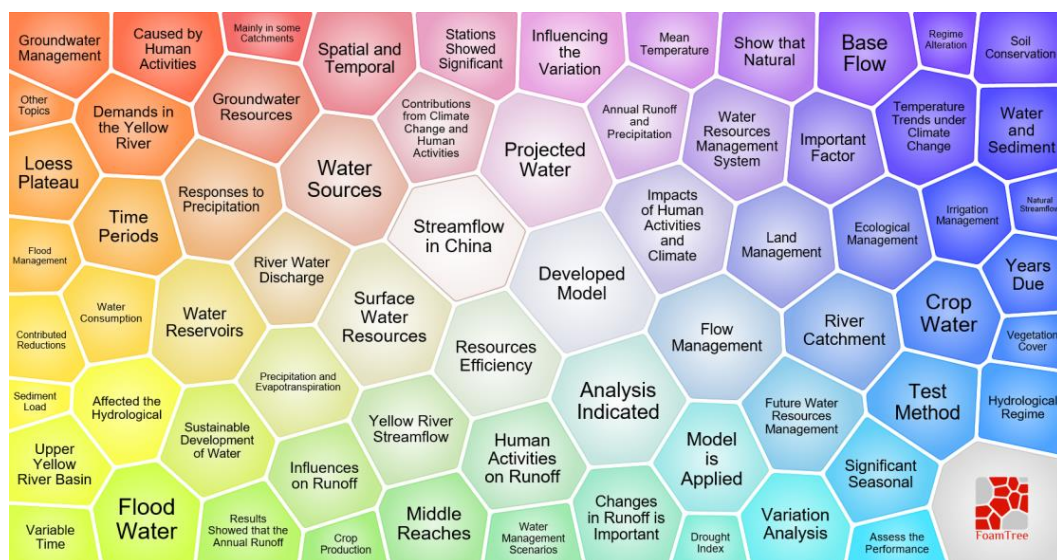 Groundwater
Management
Caused by
Human
Activities
Mainly in some
Catchments
Spatial and
Temporal
Stations
Showed
Significant
Influencing
the
Variation
Mean
Temperature
Show that
Natural
Base
Flow
Regime
Alteration
Soil
Conservation
Other
Topics
Demands in
the Yellow
River
Groundwater
Resources
Contributions
from Climate
Change and
Human
Activities
Projected
Water
Annual Runoff
and
Precipitation
Water
Resources
Management
System
Important
Factor
Temperature
Trends under
Climate
Change
Water
and
Sediment
Loess
Plateau
Responses to
Precipitation
Water
Sources
Time
Periods
Streamflow
in China
Impacts
of Human
Activities
and
Climate
Land
Management
Ecological
Management
Irrigation
Management
Natural
Streamflow
Flood
Management
River Water
Discharge
Developed
Model
Years
Due
Water
Consumption
Water
Reservoirs
Surface
Water
Resources
Resources
Efficiency
Flow
Management
River
Catchment
Crop
Water
Contributed
Reductions
Vegetation
Cover
Precipitation and
Evapotranspiration
Sediment
Load
Affected the
Hydrological
Analysis
Indicated
Future Water
Resources
Management
Test
Method
Hydrological
Regime
Sustainable
Development
of Water
Yellow River
Streamflow
Upper
Yellow
River Basin
Influences
on Runoff
Human
Activities
on Runoff
Model
is
Applied
Significant
Seasonal
Flood
Water
Middle
Reaches
Changes
in Runoff is
Important
Variation
Analysis
Variable
Time
Results
Showed that the
Annual Runoff
Crop
Production
Water
Management
Scenarios
Drought
Index
Assess the
Performance
FoamTree